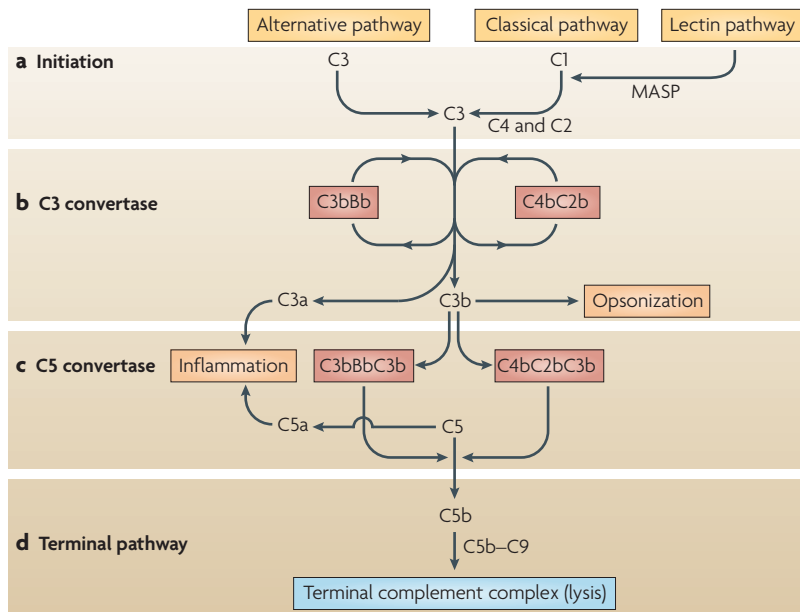 Alternative pathway
Classical pathway
Lectin pathway
a Initiation
C3
C1
MASP
C3
C4 and C2
b C3 convertase
C3bBb
C4bC2b
C3a
C3b
Opsonization
c C5 convertase
Inflammation
C3bBbC3b
C4bC2bC3b
C5a
C5
C5b
d Terminal pathway
C5b–C9
Terminal complement complex (lysis)